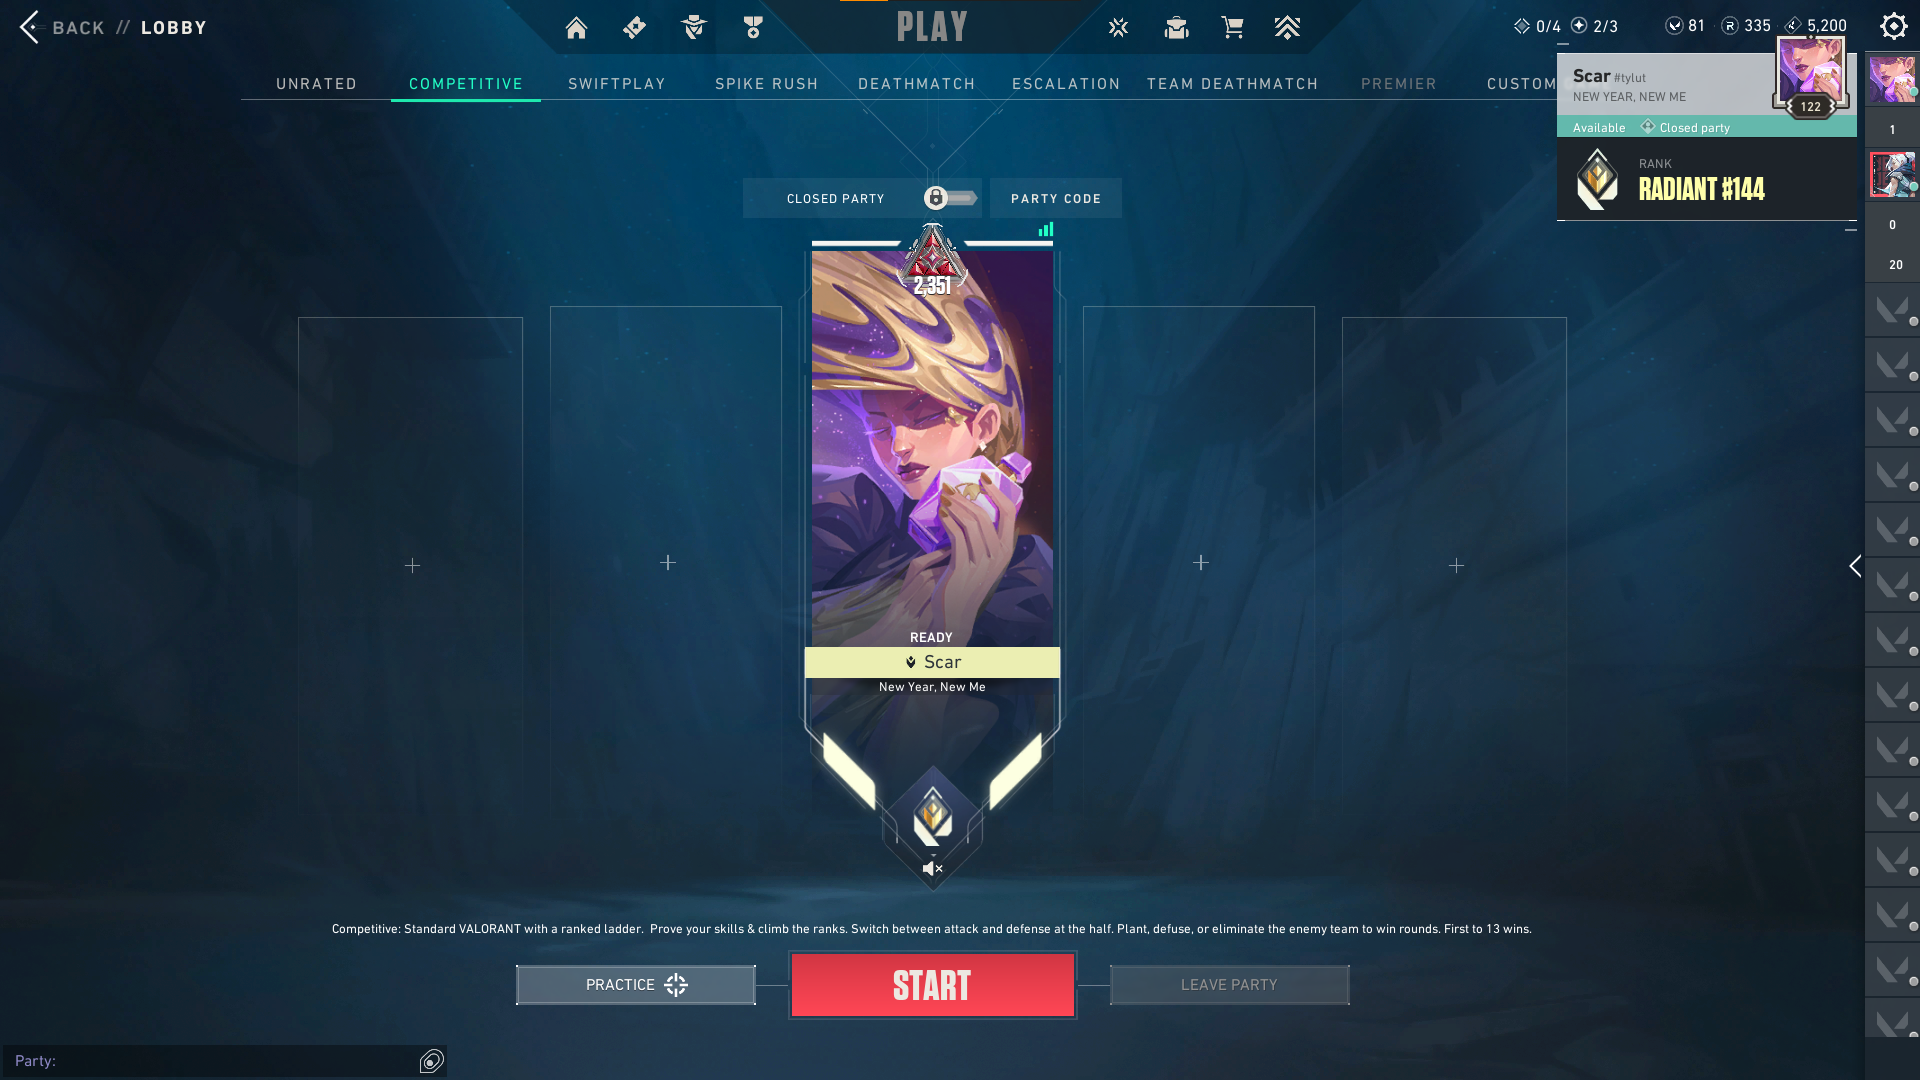 BACK // LOBBY
PLAY
0/4
2/3
81
335
5,200
UNRATED
COMPETITIVE
SWIFTPLAY
SPIKE RUSH
DEATHMATCH
ESCALATION
TEAM DEATHMATCH
PREMIER
CUSTOM
Scar #tylut
NEW YEAR, NEW ME
122
Available
Closed party
RANK
RADIANT #144
1
0
20
CLOSED PARTY
PARTY CODE
2,351
READY
Scar
New Year, New Me
Competitive: Standard VALORANT with a ranked ladder. Prove your skills & climb the ranks. Switch between attack and defense at the half. Plant, defuse, or eliminate the enemy team to win rounds. First to 13 wins.
PRACTICE
START
LEAVE PARTY
Party: